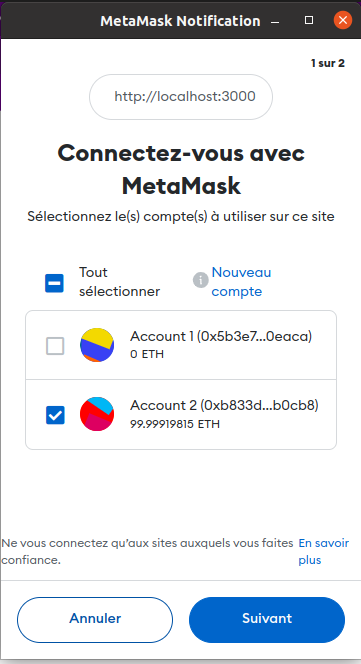 MetaMask Notification
1 sur 2
http://localhost:3000
Connectez-vous avec
MetaMask
Sélectionnez le(s) compte(s) à utiliser sur ce site
Tout
sélectionner
Nouveau
compte
Account 1 (0x5b3e7...0eaca)
0 ETH
Account 2 (0xb833d...b0cb8)
99.99919815 ETH
Ne vous connectez qu’aux sites auxquels vous faites
confiance.
En savoir
plus
Annuler
Suivant